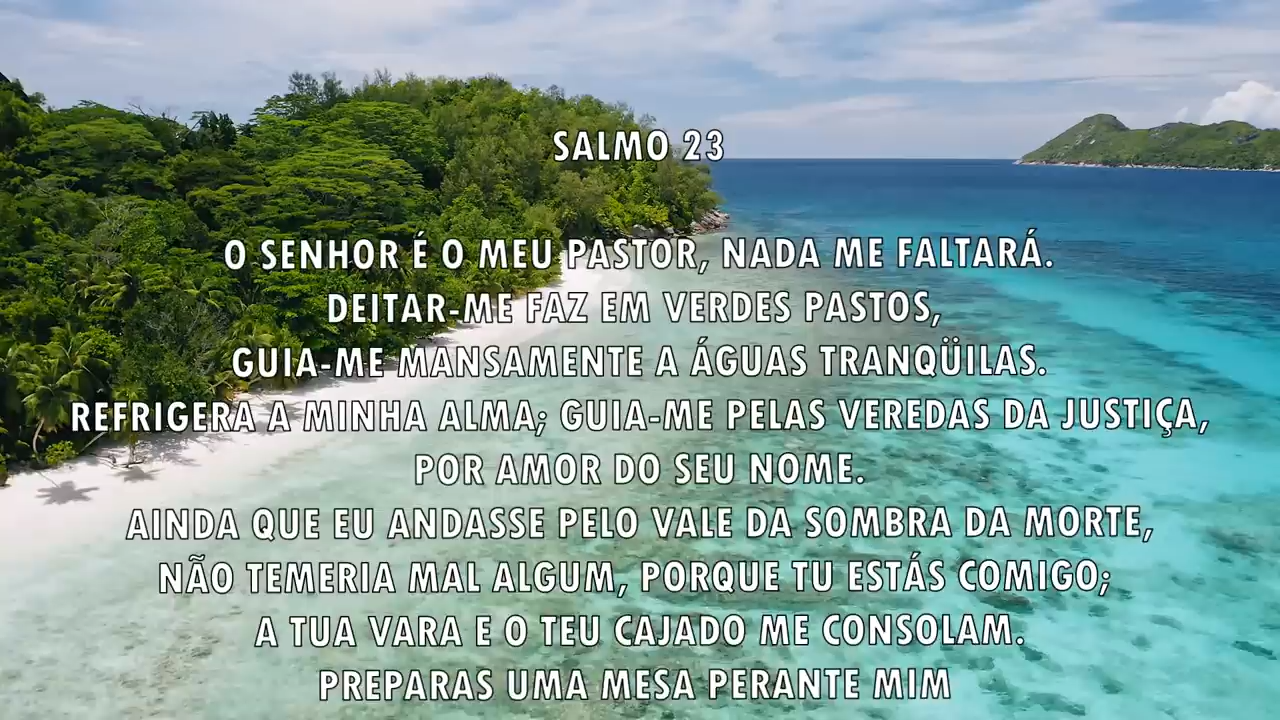 SALMO 23
O SENHOR É O MEU PASTOR, NADA ME FALTARÁ.
DEITAR-ME FAZ EM VERDES PASTOS,
GUIA-ME MANSAMENTE A ÁGUAS TRANQÜILAS.
REFRIGERA A MINHA ALMA; GUIA-ME PELAS VEREDAS DA JUSTIÇA,
POR AMOR DO SEU NOME.
AINDA QUE EU ANDASSE PELO VALE DA SOMBRA DA MORTE,
NÃO TEMERIA MAL ALGUM, PORQUE TU ESTÁS COMIGO;
A TUA VARA E O TEU CAJADO ME CONSOLAM.
PREPARAS UMA MESA PERANTE MIM